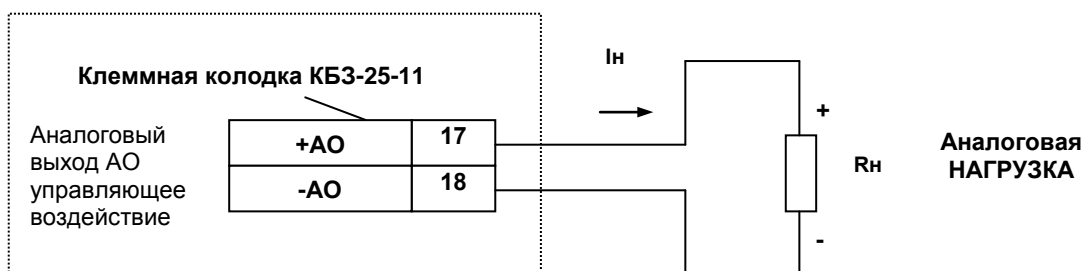 Клеммная колодка КБЗ-25-11
Аналоговый
выход АО
управляющее
воздействие
+АО 17
-АО 18
Iн
+
Rн
-
Аналоговая
НАГРУЗКА